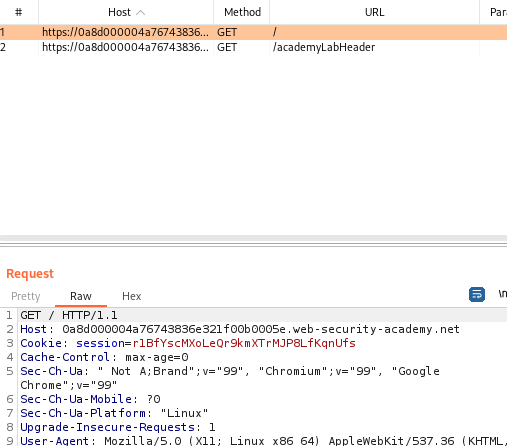 # Host Method URL Para
1 https://0a8d000004a76743836... GET /
2 https://0a8d000004a76743836... GET /academyLabHeader
Request
Pretty Raw Hex \n
1 GET / HTTP/1.1
2 Host: 0a8d000004a76743836e321f00b0005e.web-security-academy.net
3 Cookie: session=r1BfYscMXoLeQr9kmXTrMJP8LfKqnUfs
4 Cache-Control: max-age=0
5 Sec-Ch-Ua: " Not A;Brand";v="99", "Chromium";v="99", "Google
Chrome";v="99"
6 Sec-Ch-Ua-Mobile: ?0
7 Sec-Ch-Ua-Platform: "Linux"
8 Upgrade-Insecure-Requests: 1
9 User-Agent: Mozilla/5.0 (X11; Linux x86_64) AppleWebKit/537.36 (KHTML,